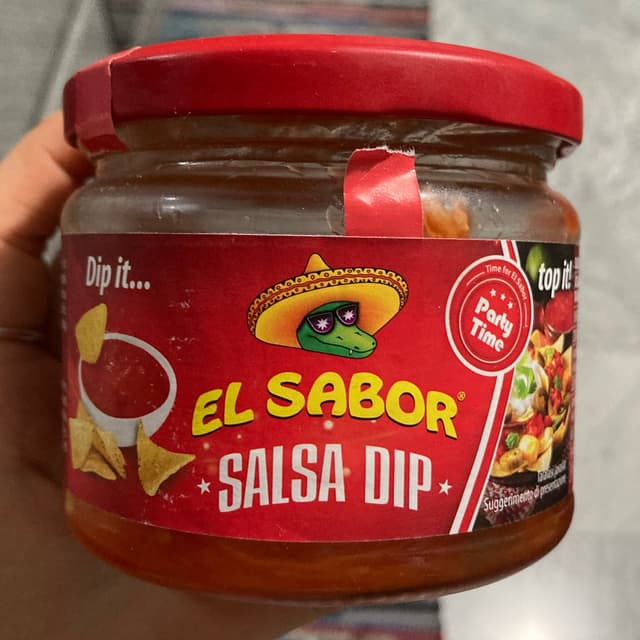 Dip it...
Time for El Sabor
Party
Time
top it!
EL SABOR®
SALSA DIP
Suggerimento di presentazione